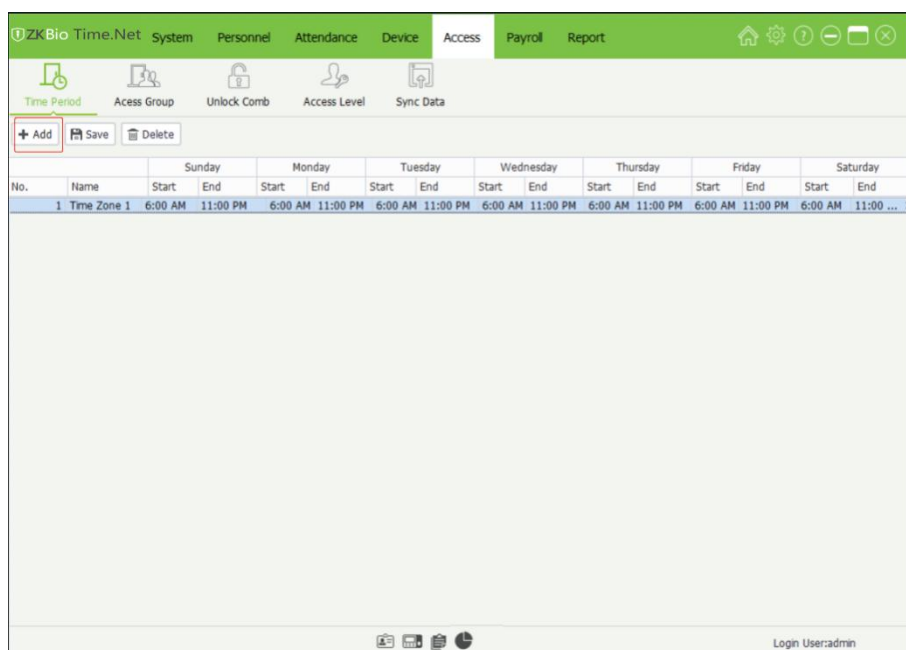 ZKBio Time.Net System Personnel Attendance Device Access Payroll Report
Time Period Acess Group Unlock Comb Access Level Sync Data
+ Add Save Delete
Sunday Monday Tuesday Wednesday Thursday Friday Saturday
No. Name Start End Start End Start End Start End Start End Start End Start End
1 Time Zone 1 6:00 AM 11:00 PM 6:00 AM 11:00 PM 6:00 AM 11:00 PM 6:00 AM 11:00 PM 6:00 AM 11:00 PM 6:00 AM 11:00 PM 6:00 AM 11:00 ...
Login User:admin